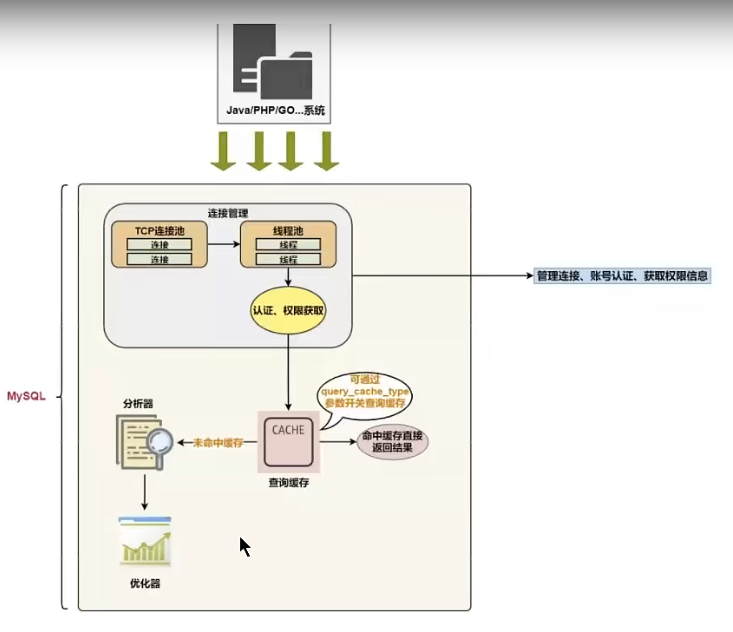 Java/PHP/GO...系统
连接管理
TCP连接池
连接
连接
线程池
线程
线程
认证、权限获取
管理连接、账号认证、获取权限信息
MySQL
可通过
query_cache_type
参数开关查询缓存
分析器
CACHE
未命中缓存
命中缓存直接
返回结果
查询缓存
优化器